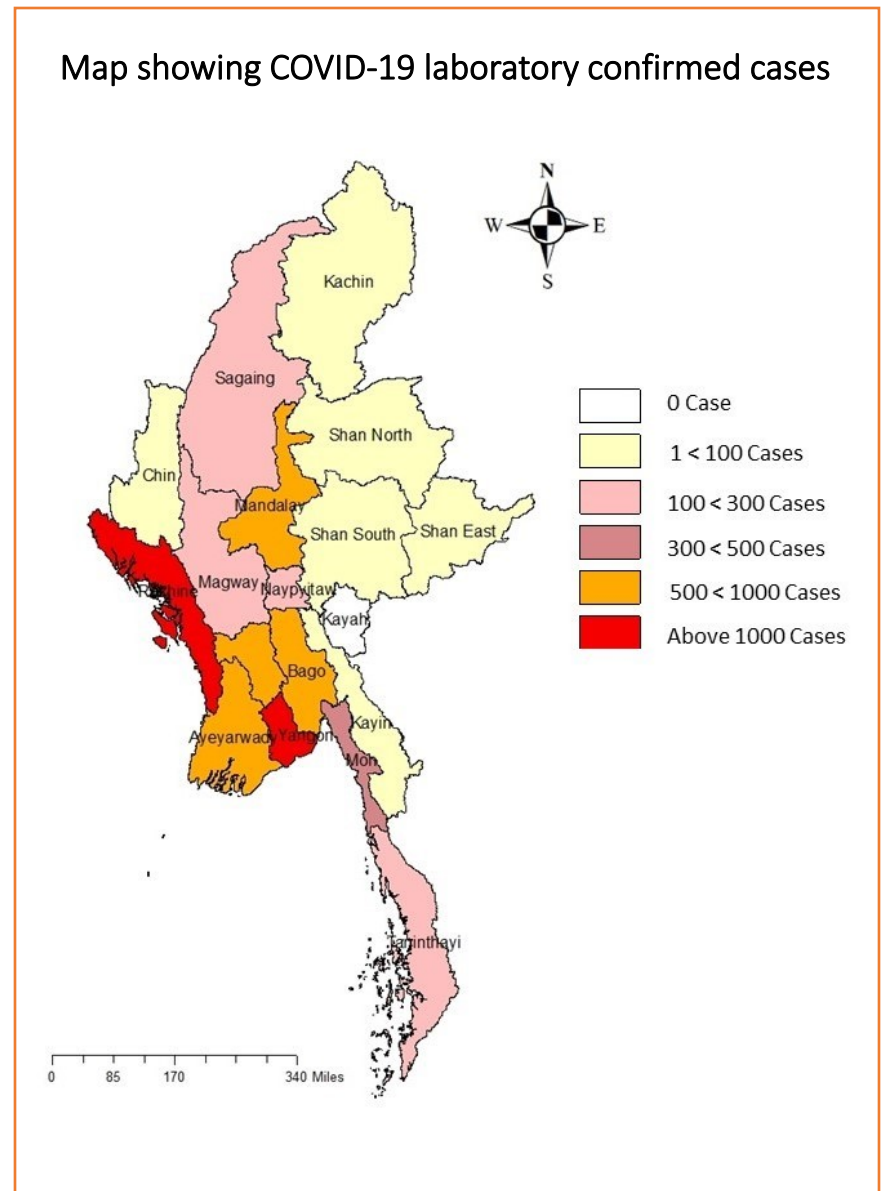 Map showing COVID-19 laboratory confirmed cases
N
W E
S
Kachin
Sagaing
0 Case
Shan North
1 < 100 Cases
Chin
100 < 300 Cases
Mandalay
Shan South
Shan East
300 < 500 Cases
Magway
Naypyitaw
Rakhine
500 < 1000 Cases
Kayah
Above 1000 Cases
Bago
Kayin
Ayeyarwady
Yangon
Mon
Taninthayi
0 85 170 340 Miles